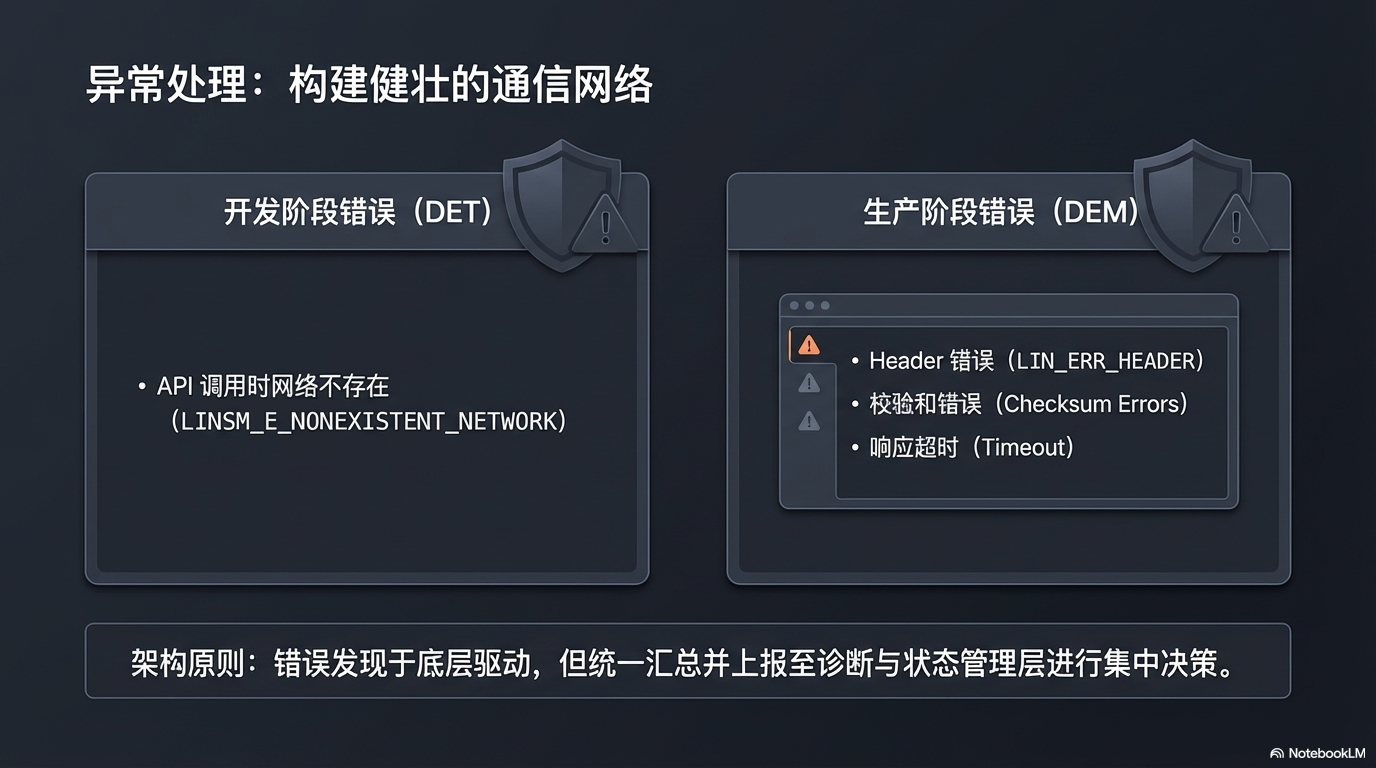 异常处理：构建健壮的通信网络
开发阶段错误（DET）
• API 调用时网络不存在
（LINSM_E_NONEXISTENT_NETWORK）
生产阶段错误（DEM）
• Header 错误（LIN_ERR_HEADER）
• 校验和错误（Checksum Errors）
• 响应超时（Timeout）
架构原则：错误发现于底层驱动，但统一汇总并上报至诊断与状态管理层进行集中决策。
NotebookLM